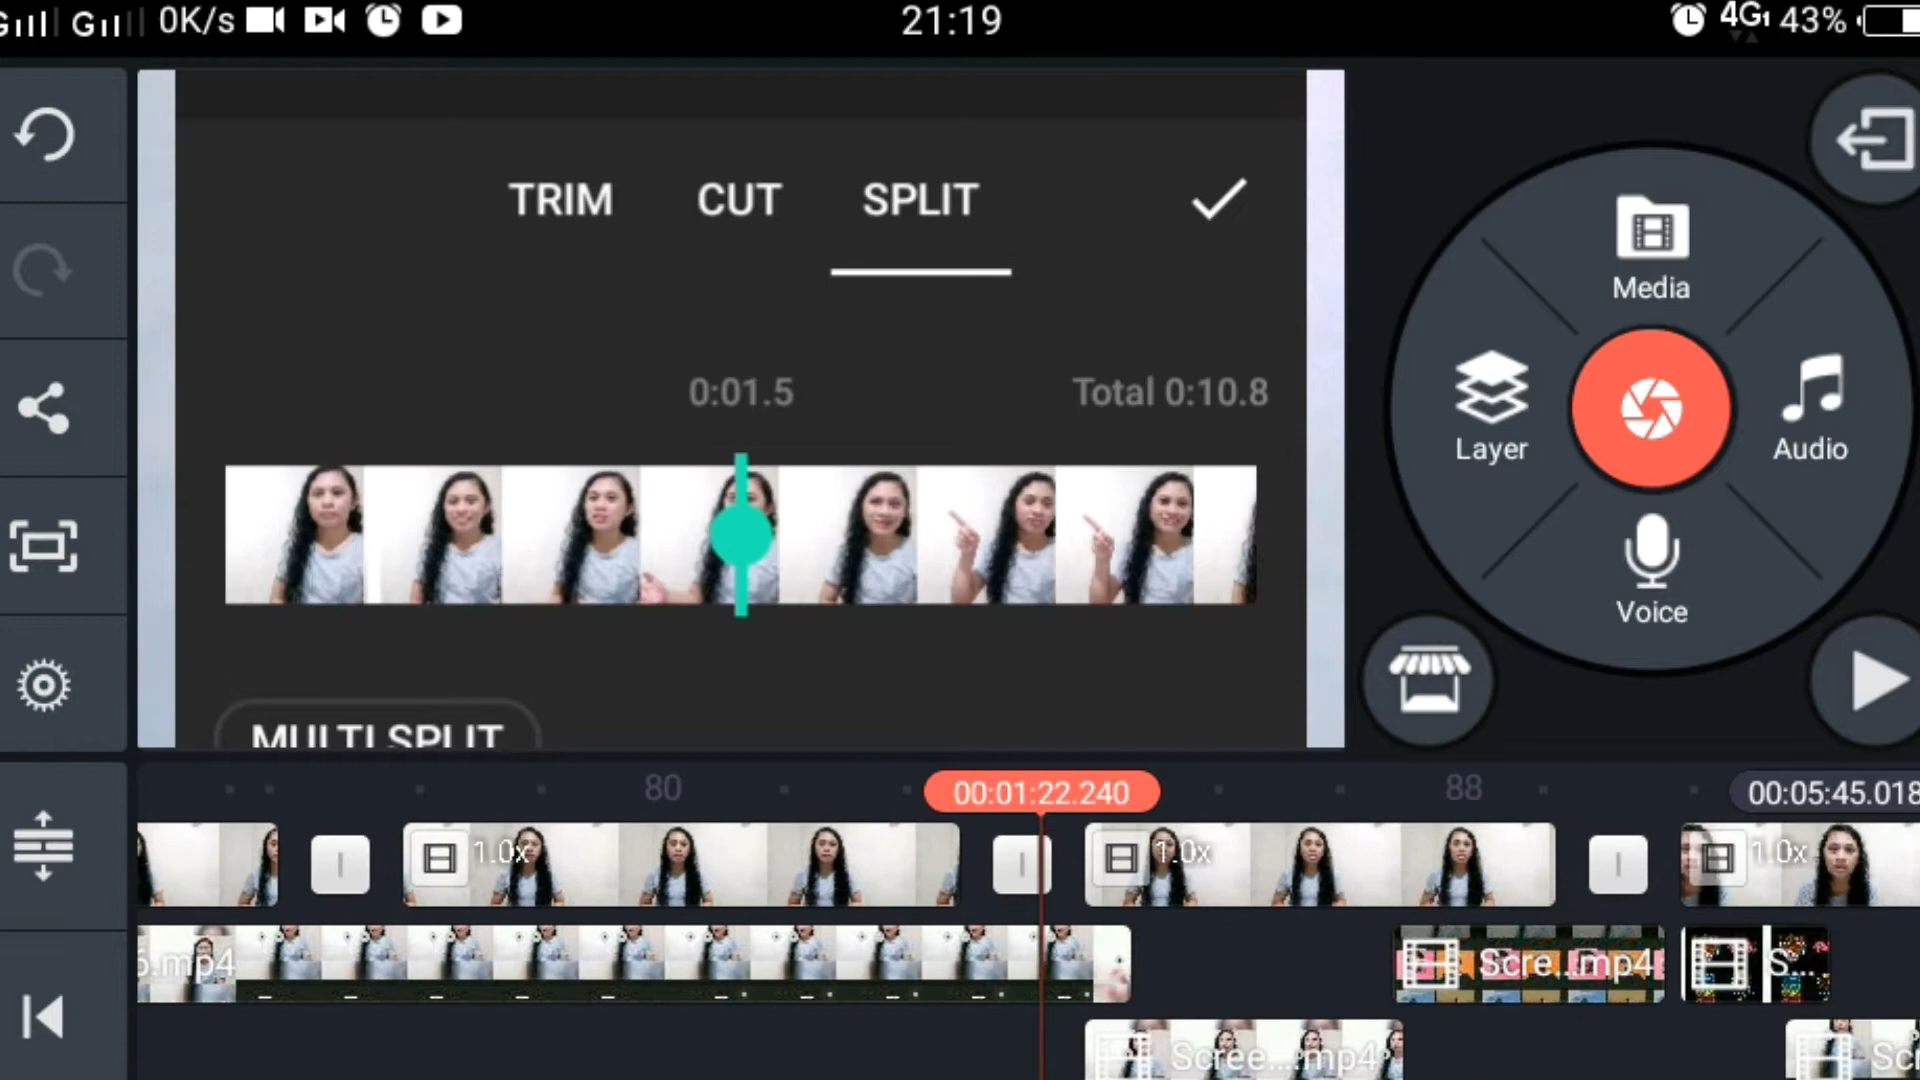 0K/s
21:19
4G1 43%
TRIM CUT SPLIT
0:01.5
Total 0:10.8
MULTI SPLIT
Media
Layer
Audio
Voice
80
00:01:22.240
88
00:05:45.018
1.0x
1.0x
1.0x
6.mp4
Scre...mp4
S...
Scree....mp4
Scr